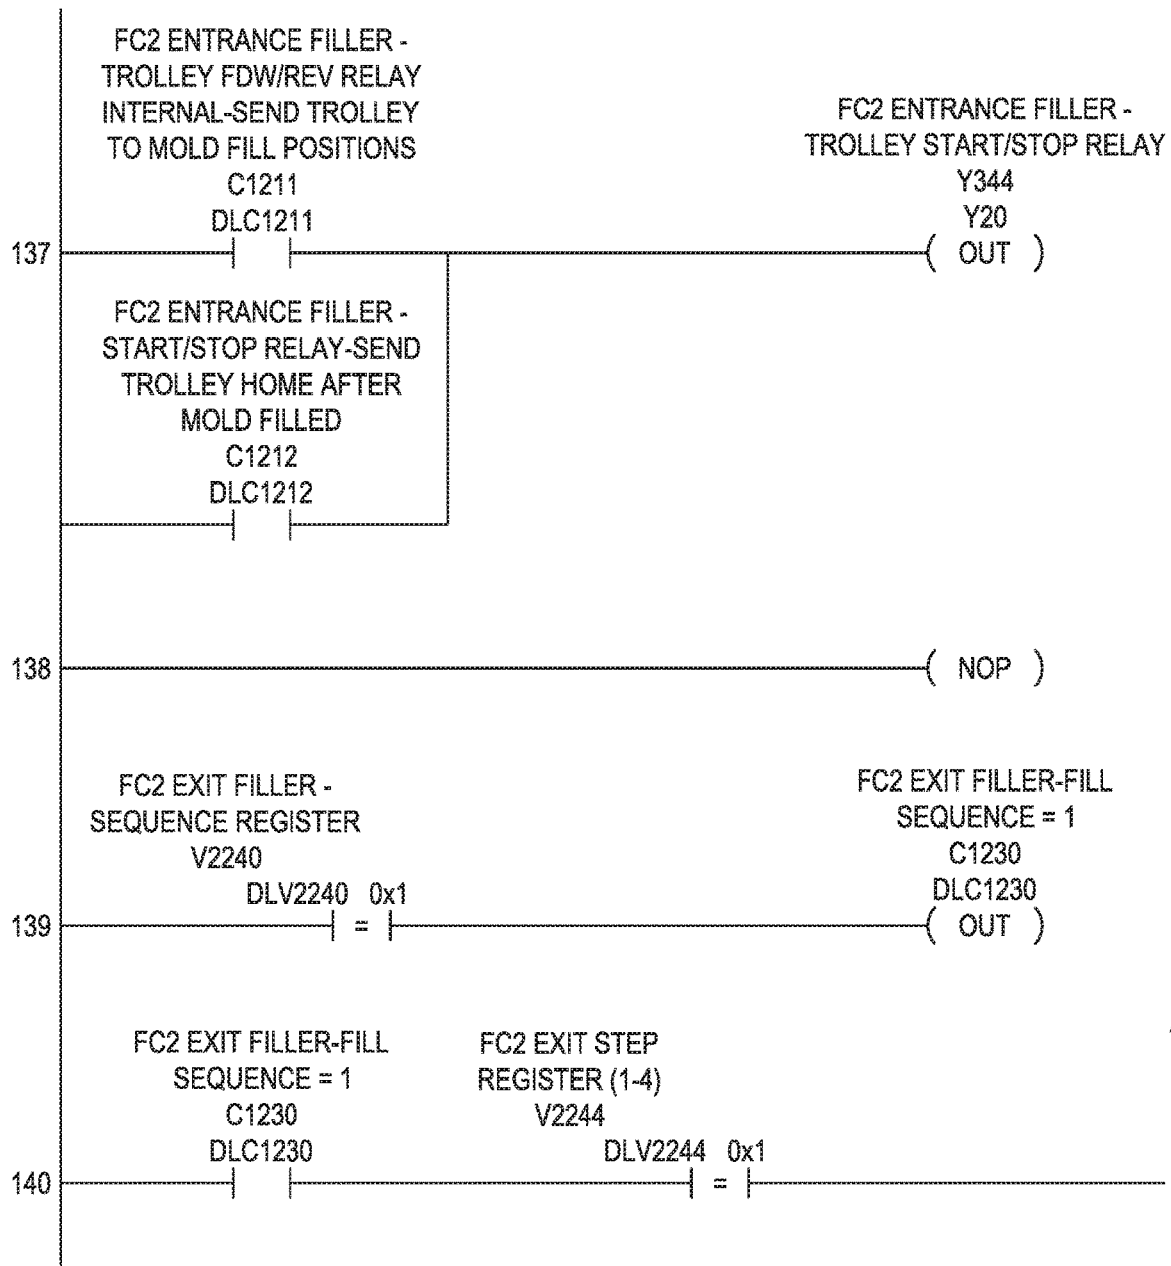 FC2 ENTRANCE FILLER -
TROLLEY FDW/REV RELAY
INTERNAL-SEND TROLLEY
TO MOLD FILL POSITIONS
C1211
DLC1211
FC2 ENTRANCE FILLER -
TROLLEY START/STOP RELAY
Y344
Y20
137
( OUT )
FC2 ENTRANCE FILLER -
START/STOP RELAY-SEND
TROLLEY HOME AFTER
MOLD FILLED
C1212
DLC1212
138
( NOP )
FC2 EXIT FILLER -
SEQUENCE REGISTER
V2240
DLV2240 0x1
FC2 EXIT FILLER-FILL
SEQUENCE = 1
C1230
DLC1230
139
=
( OUT )
FC2 EXIT FILLER-FILL
SEQUENCE = 1
C1230
DLC1230
FC2 EXIT STEP
REGISTER (1-4)
V2244
DLV2244 0x1
140
=